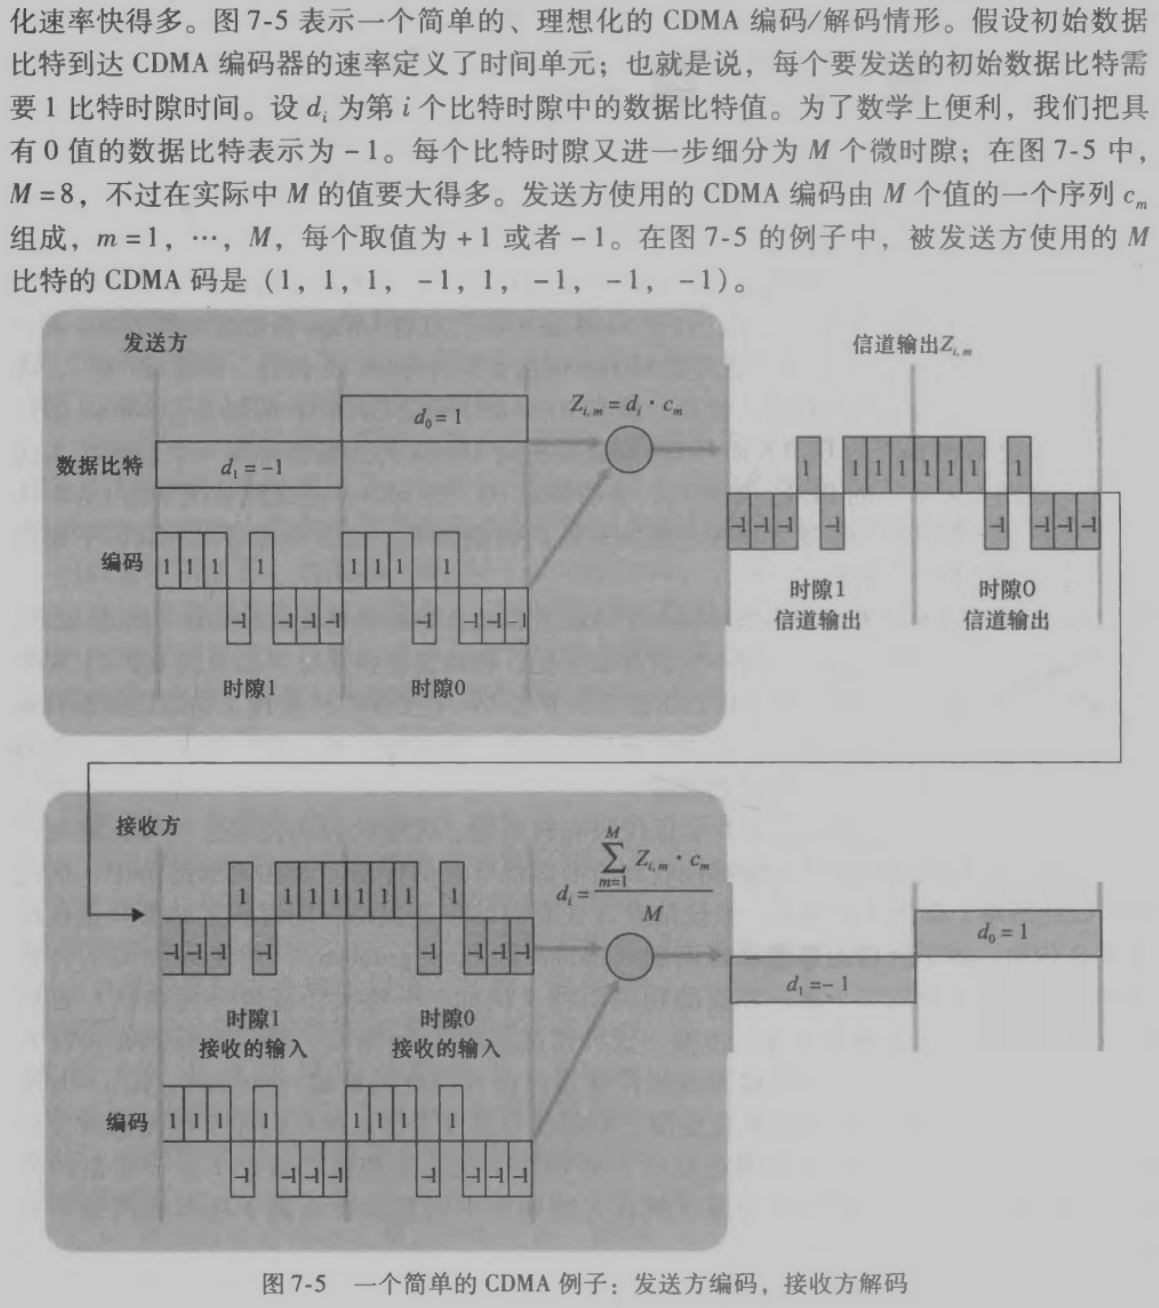 化速率快得多。图 7-5 表示一个简单的、理想化的 CDMA 编码/解码情形。假设初始数据
比特到达 CDMA 编码器的速率定义了时间单元；也就是说，每个要发送的初始数据比特需
要 1 比特时隙时间。设 dᵢ 为第 i 个比特时隙中的数据比特值。为了数学上便利，我们把具
有 0 值的数据比特表示为 －1。每个比特时隙又进一步细分为 M 个微时隙；在图 7-5 中，
M = 8，不过在实际中 M 的值要大得多。发送方使用的 CDMA 编码由 M 个值的一个序列 cₘ
组成，m = 1，…，M，每个取值为 +1 或者 －1。在图 7-5 的例子中，被发送方使用的 M
比特的 CDMA 码是（1，1，1，－1，1，－1，－1，－1）。
发送方
信道输出Zi,m
Zi,m = di · cm
d0 = 1
数据比特
d1 = -1
1 1 1 1 1 1 1 1
-1 -1 -1 -1 -1 -1 -1 -1
编码
1 1 1 1 1 1 1 1
-1 -1 -1 -1 -1 -1 -1 -1
时隙1
信道输出
时隙0
信道输出
时隙1
时隙0
接收方
di = ∑ᴹₘ₌₁ Zi,m · cm / M
1 1 1 1 1 1 1 1
-1 -1 -1 -1 -1 -1 -1 -1
d0 = 1
d1 = -1
时隙1
接收的输入
时隙0
接收的输入
编码
1 1 1 1 1 1 1 1
-1 -1 -1 -1 -1 -1 -1 -1
图 7-5 一个简单的 CDMA 例子：发送方编码，接收方解码